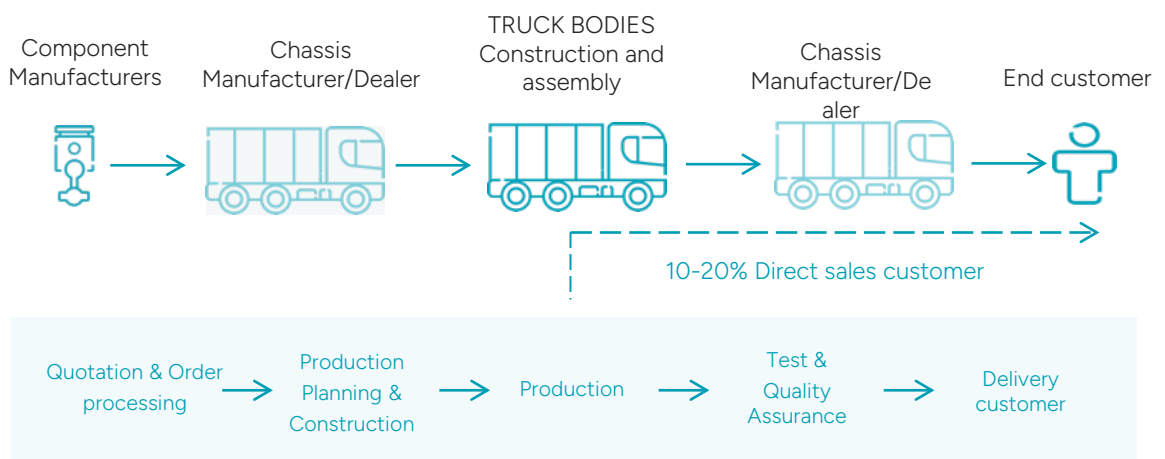 Component
Manufacturers
Chassis
Manufacturer/Dealer
TRUCK BODIES
Construction and
assembly
Chassis
Manufacturer/De
aler
End customer
10-20% Direct sales customer
Quotation & Order
processing
Production
Planning &
Construction
Production
Test &
Quality
Assurance
Delivery
customer